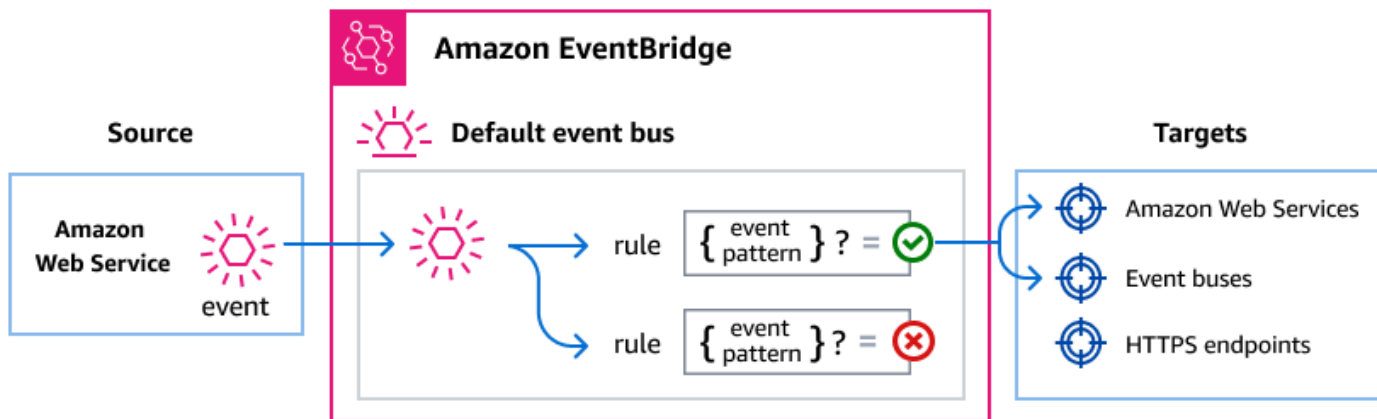 Amazon EventBridge
Source
Default event bus
Targets
Amazon
Web Service
event
rule { event pattern } ? =
rule { event pattern } ? =
Amazon Web Services
Event buses
HTTPS endpoints